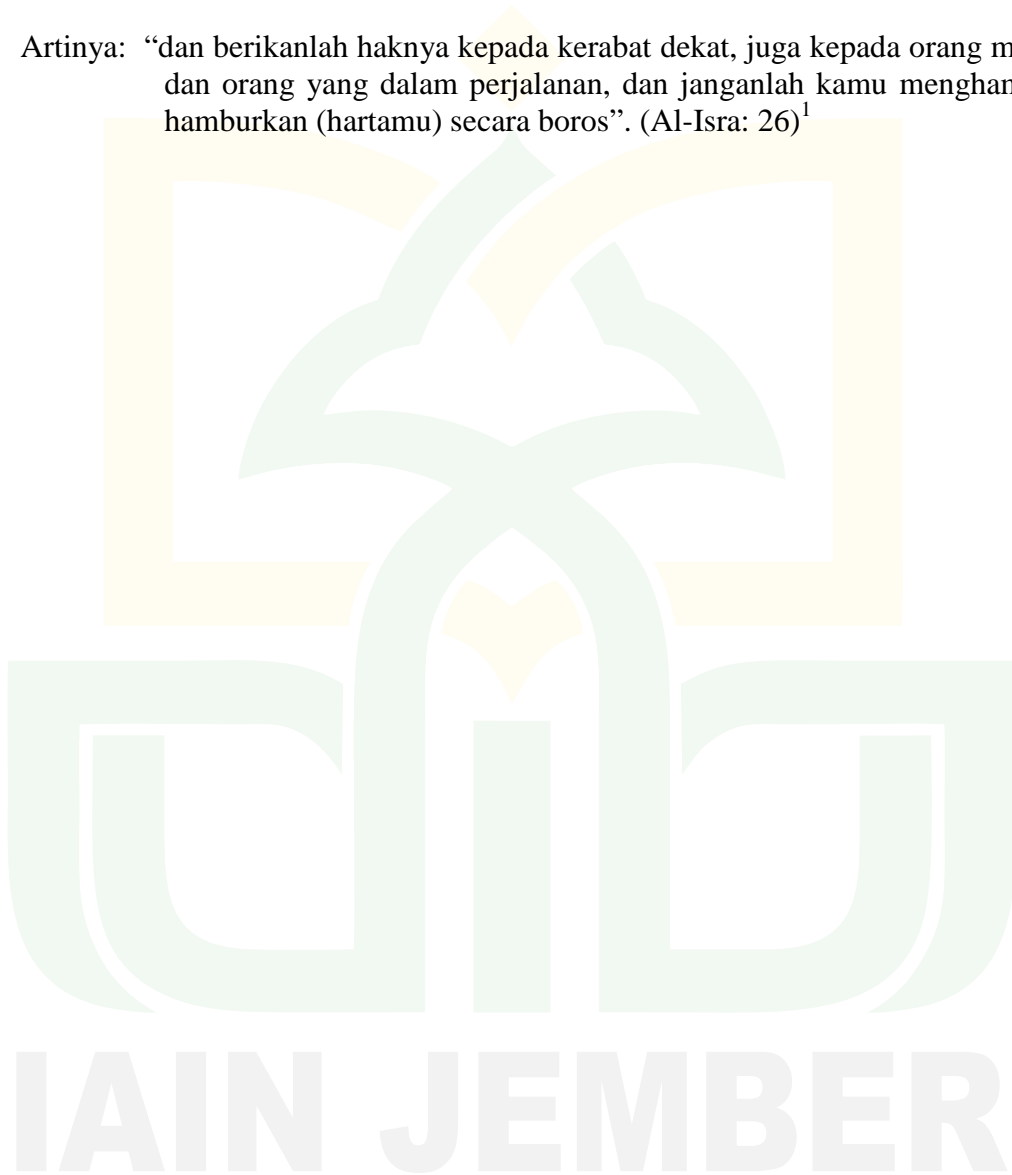 Artinya: “dan berikanlah haknya kepada kerabat dekat, juga kepada orang
dan orang yang dalam perjalanan, dan janganlah kamu
hamburkan (hartamu) secara boros”. (Al-Isra: 26)¹
IAIN JEMBER